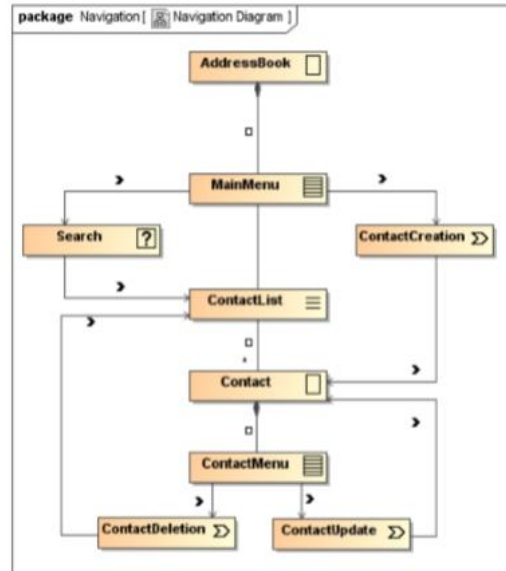 package Navigation [ Navigation Diagram ]
AddressBook
MainMenu
Search ?
ContactCreation
ContactList
*
Contact
ContactMenu
ContactDeletion
ContactUpdate